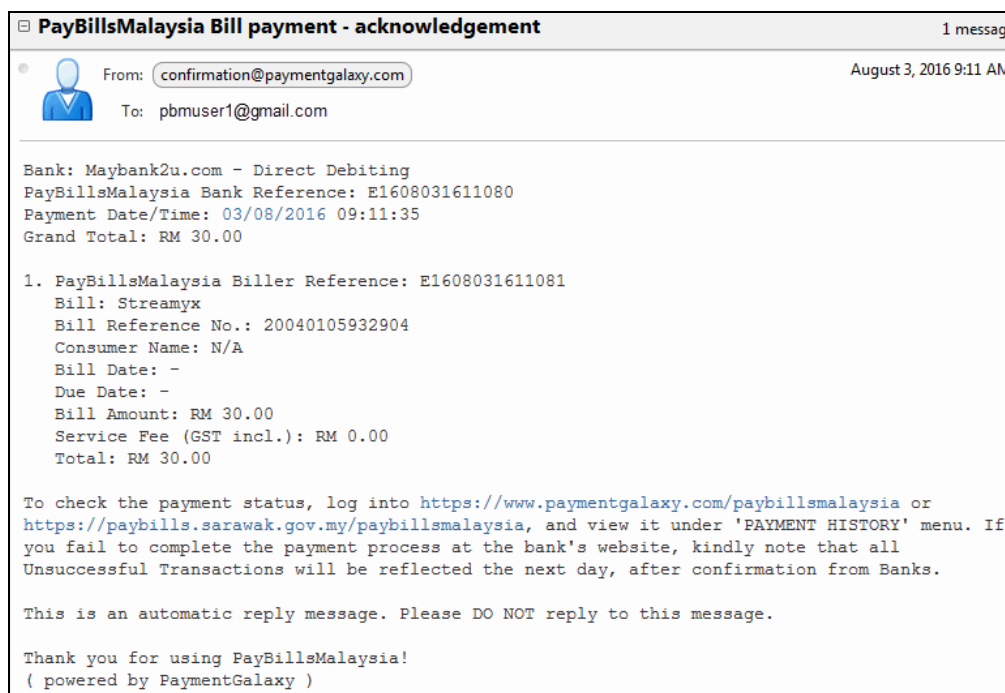 PayBillsMalaysia Bill payment - acknowledgement
1 messag
From: confirmation@paymentgalaxy.com
August 3, 2016 9:11 AM
To: pbmuser1@gmail.com
Bank: Maybank2u.com - Direct Debiting
PayBillsMalaysia Bank Reference: E1608031611080
Payment Date/Time: 03/08/2016 09:11:35
Grand Total: RM 30.00
1. PayBillsMalaysia Biller Reference: E1608031611081
Bill: Streamyx
Bill Reference No.: 20040105932904
Consumer Name: N/A
Bill Date: -
Due Date: -
Bill Amount: RM 30.00
Service Fee (GST incl.): RM 0.00
Total: RM 30.00
To check the payment status, log into https://www.paymentgalaxy.com/paybillsmalaysia or
https://paybills.sarawak.gov.my/paybillsmalaysia, and view it under 'PAYMENT HISTORY' menu. If
you fail to complete the payment process at the bank's website, kindly note that all
Unsuccessful Transactions will be reflected the next day, after confirmation from Banks.
This is an automatic reply message. Please DO NOT reply to this message.
Thank you for using PayBillsMalaysia!
( powered by PaymentGalaxy )